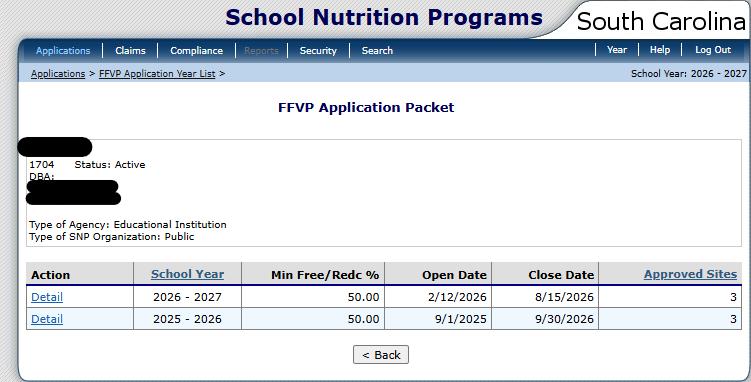 School Nutrition Programs
South Carolina
Applications Claims Compliance Reports Security Search Year Help Log Out
Applications > FFVP Application Year List > School Year: 2026 - 2027
FFVP Application Packet
1704 Status: Active
DBA:
Type of Agency: Educational Institution
Type of SNP Organization: Public
Action School Year Min Free/Redc % Open Date Close Date Approved Sites
Detail 2026 - 2027 50.00 2/12/2026 8/15/2026 3
Detail 2025 - 2026 50.00 9/1/2025 9/30/2026 3
< Back